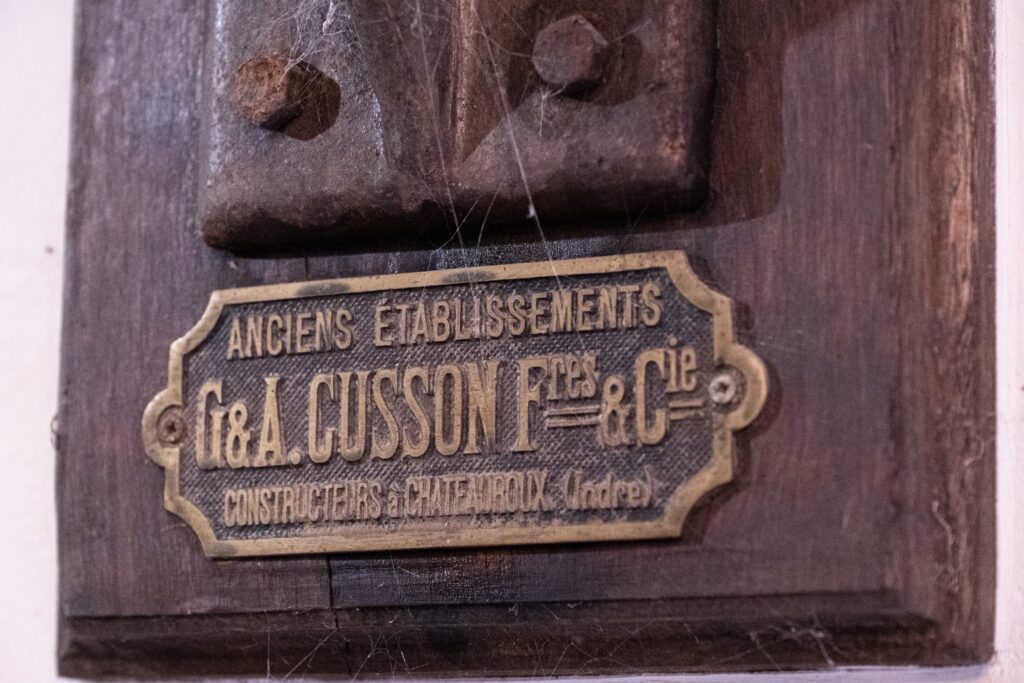 ANCIENS ÉTABLISSEMENTS
G & A. CUSSON Fres & Cie
CONSTRUCTEURS à CHATEAUROUX. (Indre)